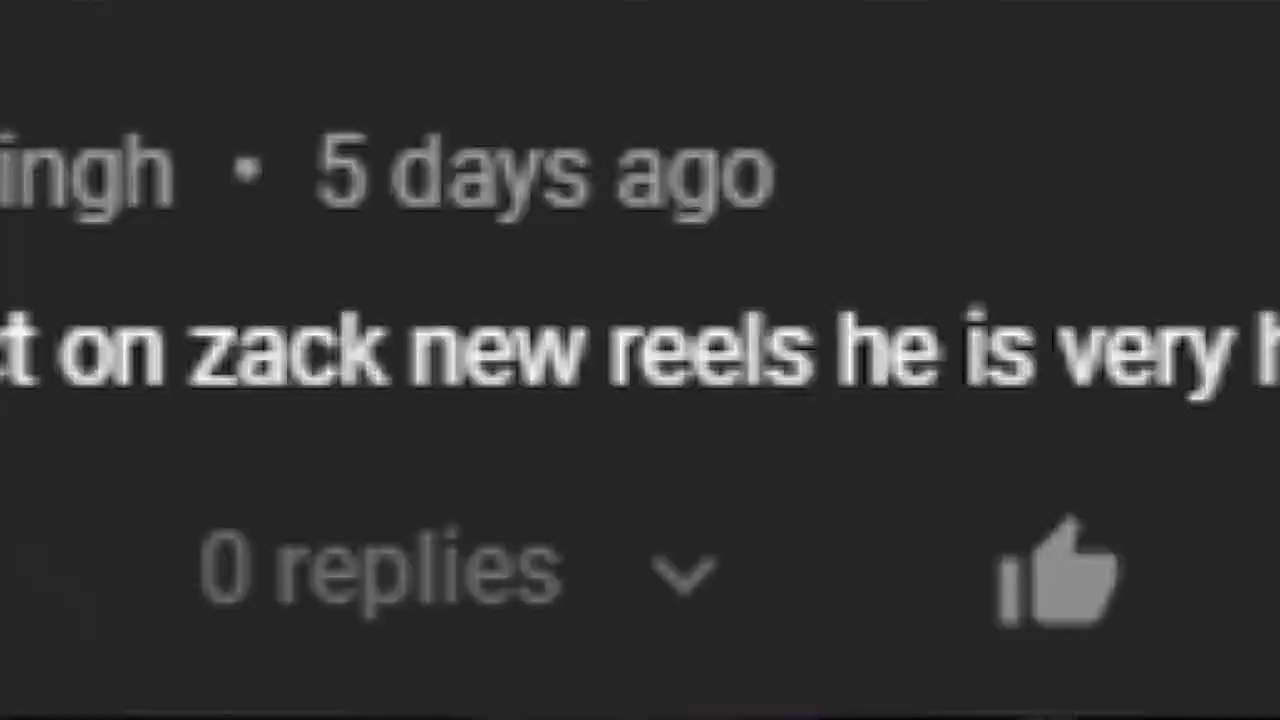 ingh • 5 days ago
t on zack new reels he is very h
0 replies